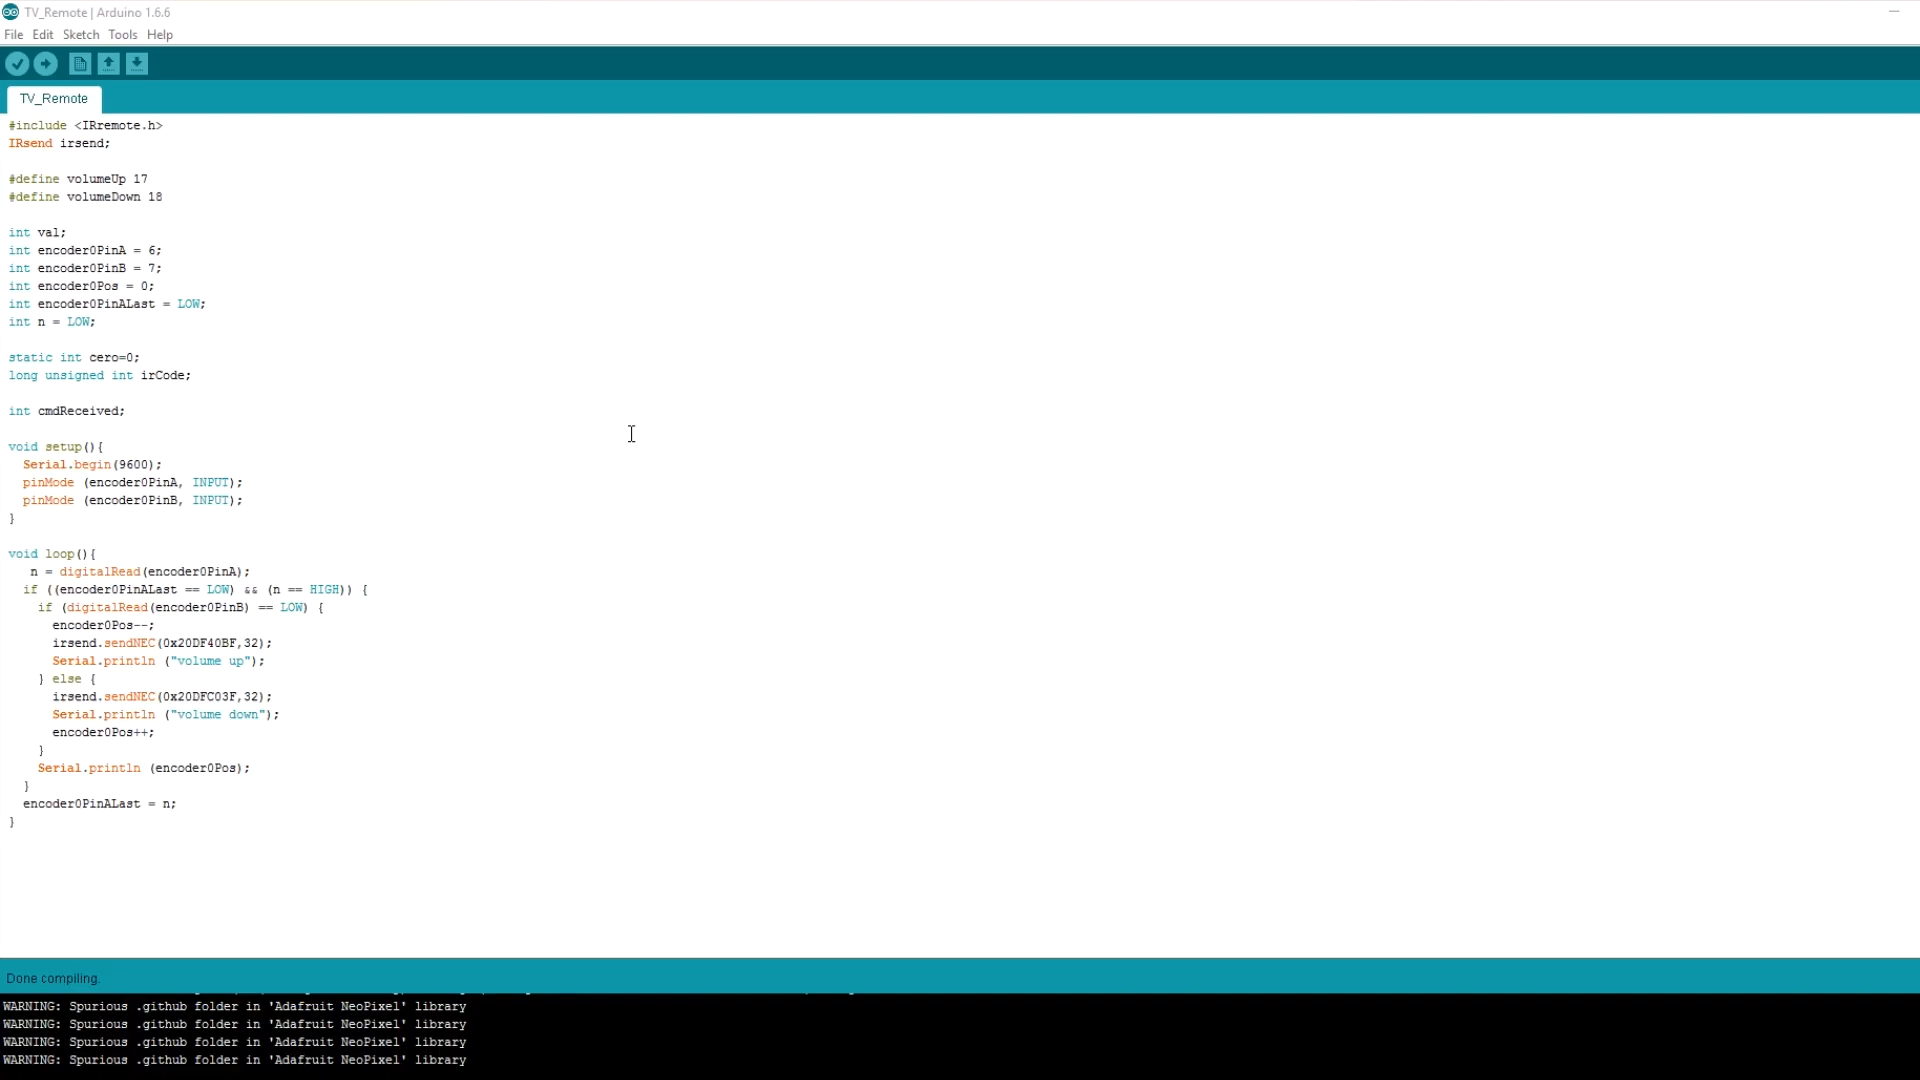 TV_Remote | Arduino 1.6.6
File Edit Sketch Tools Help
TV_Remote
#include <IRremote.h>
IRsend irsend;
#define volumeUp 17
#define volumeDown 18
int val;
int encoder0PinA = 6;
int encoder0PinB = 7;
int encoder0Pos = 0;
int encoder0PinALast = LOW;
int n = LOW;
static int cero=0;
long unsigned int irCode;
int cmdReceived;
void setup(){
Serial.begin(9600);
pinMode (encoder0PinA, INPUT);
pinMode (encoder0PinB, INPUT);
}
void loop(){
n = digitalRead(encoder0PinA);
if ((encoder0PinALast == LOW) && (n == HIGH)) {
if (digitalRead(encoder0PinB) == LOW) {
encoder0Pos--;
irsend.sendNEC(0x20DF40BF,32);
Serial.println ("volume up");
} else {
irsend.sendNEC(0x20DFC03F,32);
Serial.println ("volume down");
encoder0Pos++;
}
Serial.println (encoder0Pos);
}
encoder0PinALast = n;
}
Done compiling.
WARNING: Spurious .github folder in 'Adafruit NeoPixel' library
WARNING: Spurious .github folder in 'Adafruit NeoPixel' library
WARNING: Spurious .github folder in 'Adafruit NeoPixel' library
WARNING: Spurious .github folder in 'Adafruit NeoPixel' library